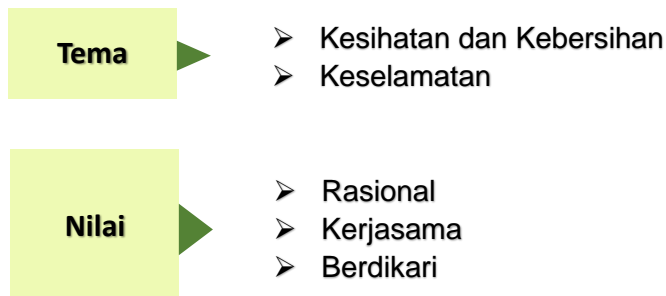 Tema
➢ Kesihatan dan Kebersihan
➢ Keselamatan
Nilai
➢ Rasional
➢ Kerjasama
➢ Berdikari